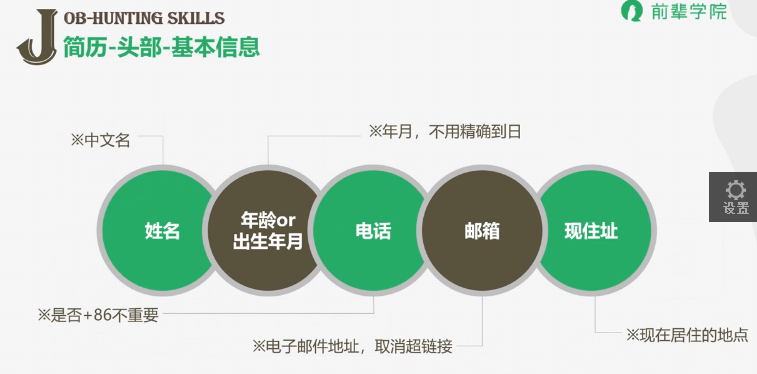 JOB-HUNTING SKILLS
前辈学院
简历-头部-基本信息
※中文名
※年月，不用精确到日
姓名
年龄or
出生年月
电话
邮箱
现住址
设置
※是否+86不重要
※电子邮件地址，取消超链接
※现在居住的地点